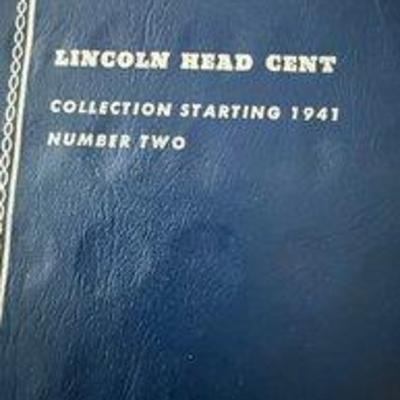 LINCOLN HEAD CENT
COLLECTION STARTING 1941
NUMBER TWO